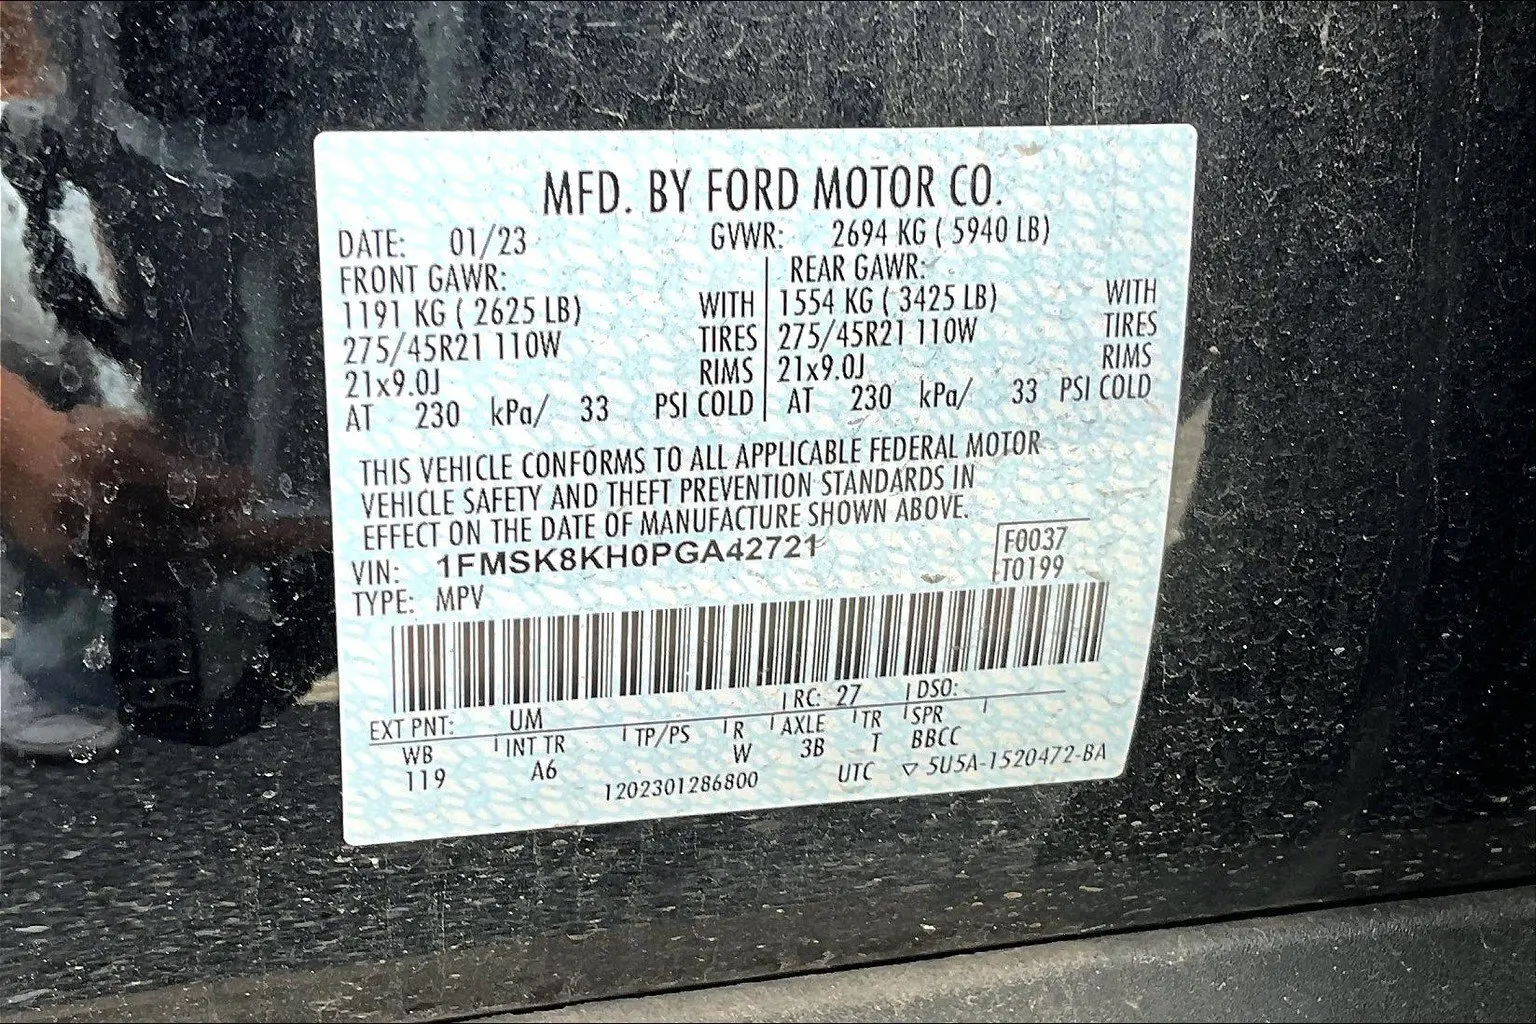 MFD. BY FORD MOTOR CO.
DATE: 01/23 GVWR: 2694 KG ( 5940 LB)
FRONT GAWR: REAR GAWR:
1191 KG ( 2625 LB) WITH 1554 KG ( 3425 LB) WITH
275/45R21 110W TIRES 275/45R21 110W TIRES
21x9.0J RIMS 21x9.0J RIMS
AT 230 kPa/ 33 PSI COLD AT 230 kPa/ 33 PSI COLD
THIS VEHICLE CONFORMS TO ALL APPLICABLE FEDERAL MOTOR
VEHICLE SAFETY AND THEFT PREVENTION STANDARDS IN
EFFECT ON THE DATE OF MANUFACTURE SHOWN ABOVE.
VIN: 1FMSK8KH0PGA42721 F0037
TYPE: MPV T0199
EXT PNT: UM RC: 27 DSO:
WB INT TR TP/PS R AXLE TR SPR
119 A6 W 3B T BBCC
1202301286800 UTC ▽ 5U5A-1520472-BA